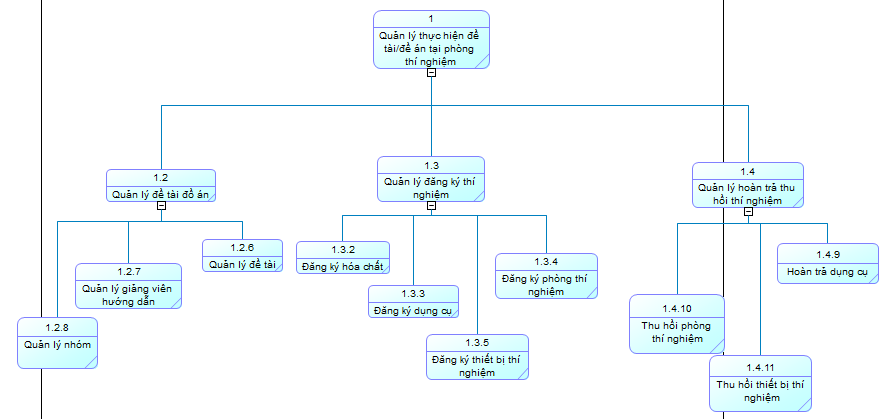 1
Quản lý thực hiện đề
tài/đề án tại phòng
thí nghiệm
1.2
Quản lý đề tài đồ án
1.3
Quản lý đăng ký thí
nghiệm
1.4
Quản lý hoàn trả thu
hồi thí nghiệm
1.2.6
Quản lý đề tài
1.2.7
Quản lý giảng viên
hướng dẫn
1.2.8
Quản lý nhóm
1.3.2
Đăng ký hóa chất
1.3.3
Đăng ký dụng cụ
1.3.4
Đăng ký phòng thí
nghiệm
1.3.5
Đăng ký thiết bị thí
nghiệm
1.4.9
Hoàn trả dụng cụ
1.4.10
Thu hồi phòng
thí nghiệm
1.4.11
Thu hồi thiết bị thí
nghiệm